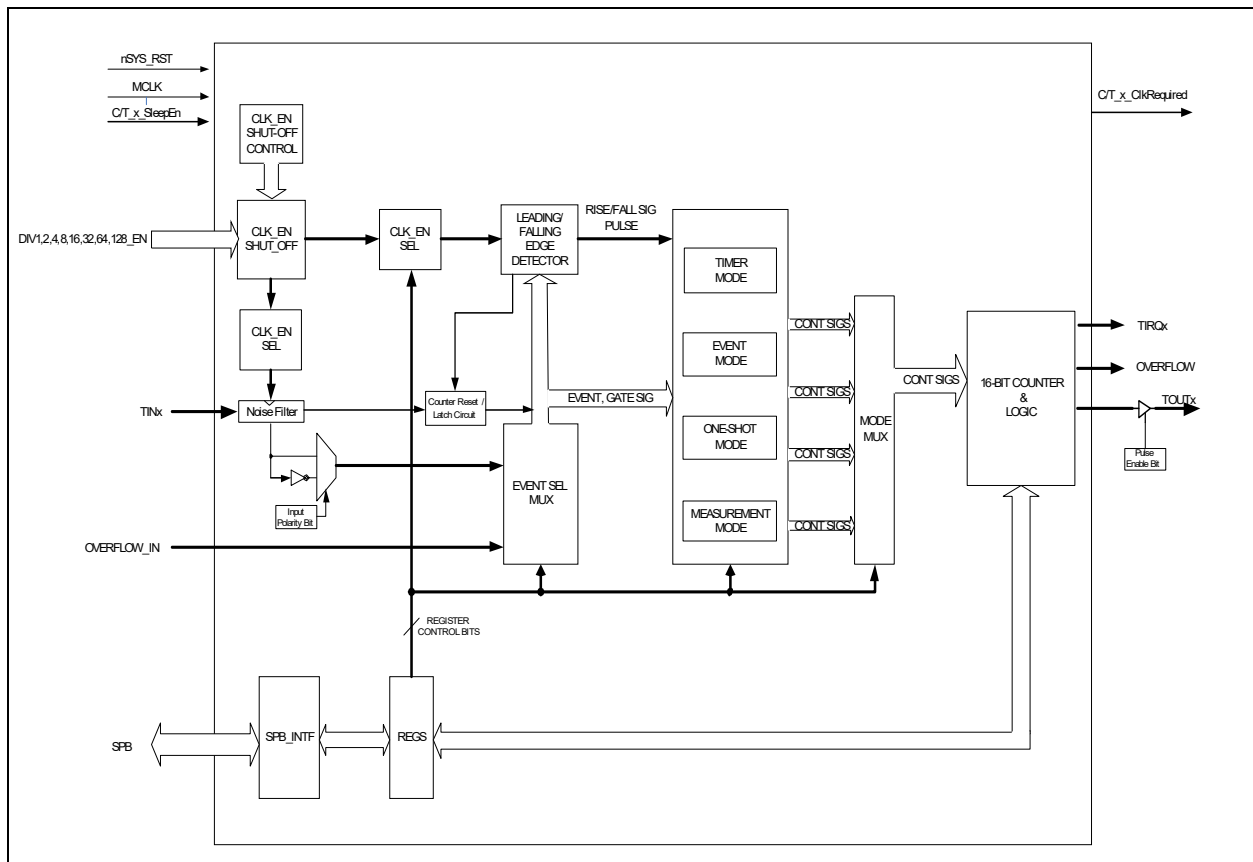 nSYS_RST
MCLK
C/T_x_SleepEn
C/T_x_ClkRequired
CLK_EN
SHUT-OFF
CONTROL
DIV1,2,4,8,16,32,64,128_EN
CLK_EN
SHUT_OFF
CLK_EN
SEL
LEADING/
FALLING
EDGE
DETECTOR
RISE/FALL SIG
PULSE
TIMER
MODE
CLK_EN
SEL
CONT SIGS
TIRQx
EVENT
MODE
OVERFLOW
16-BIT COUNTER
&
LOGIC
CONT SIGS
TINx
Noise Filter
Counter Reset /
Latch Circuit
EVENT, GATE SIG
CONT SIGS
MODE
MUX
TOUTx
ONE-SHOT
MODE
CONT SIGS
Pulse
Enable Bit
EVENT SEL
MUX
Input
Polarity Bit
MEASUREMENT
MODE
CONT SIGS
OVERFLOW_IN
REGISTER
CONTROL BITS
SPB
SPB_INTF
REGS